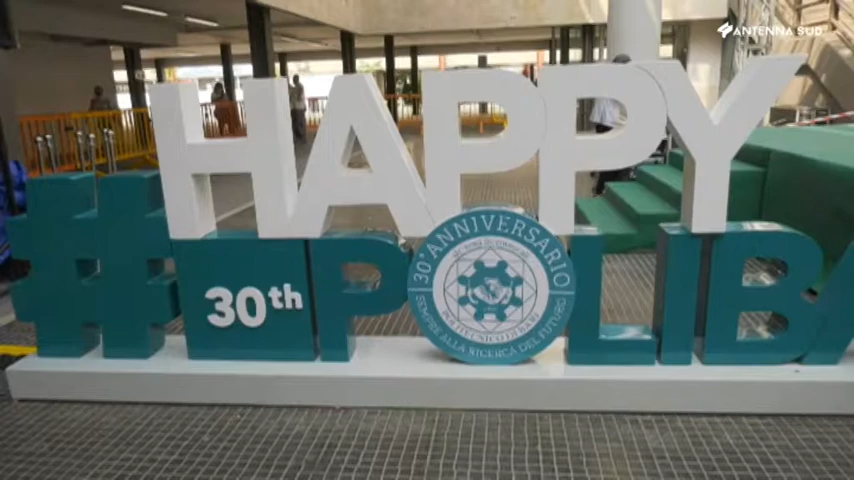 ANTENNA SUD
HAPPY
#30th POLIBA
30° ANNIVERSARIO
POLITECNICO DI BARI
SEMPRE ALLA RICERCA DEL FUTURO